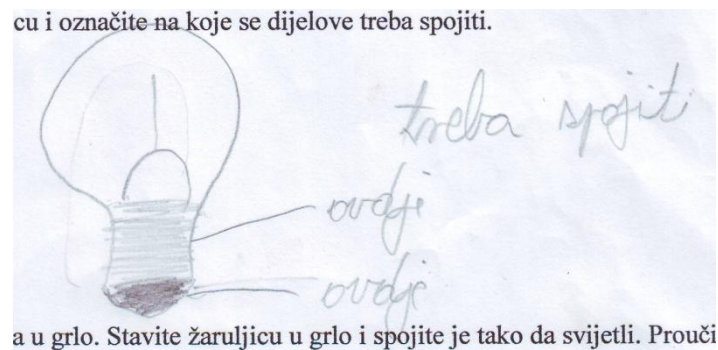 cu i označite na koje se dijelove treba spojiti.
treba spojiti
ovdje
ovdje
a u grlo. Stavite žaruljicu u grlo i spojite je tako da svijetli. Prouči